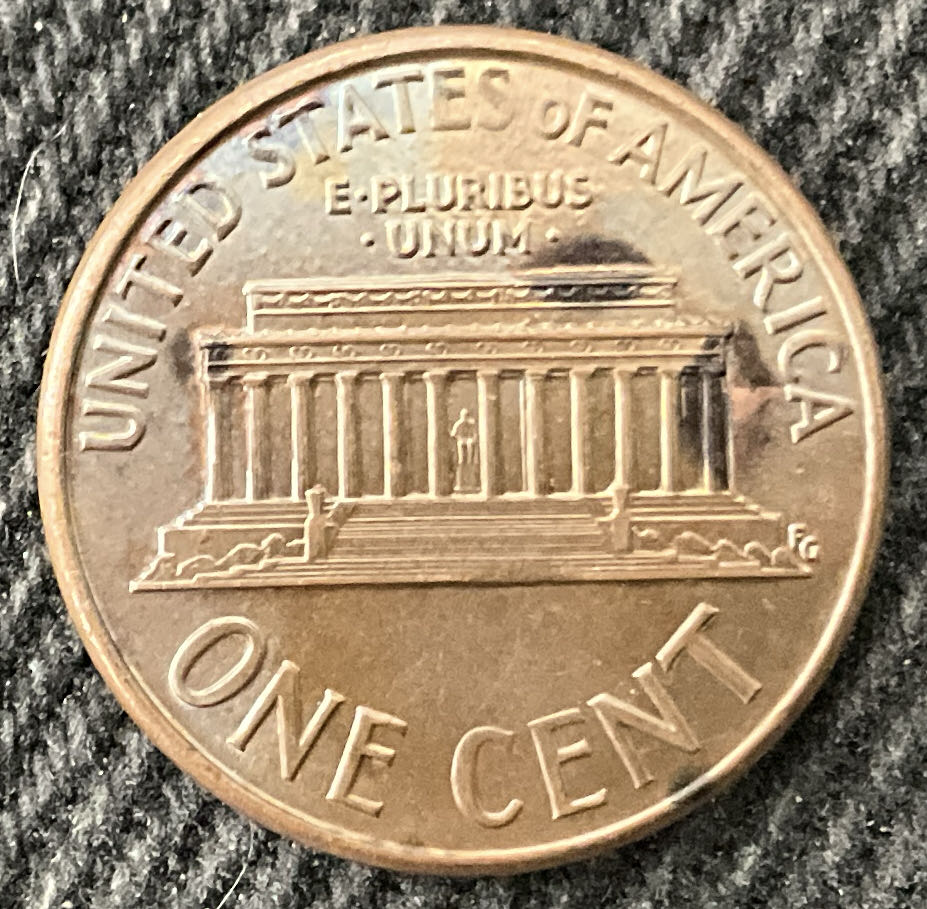 UNITED STATES oF AMERICA
E·PLURIBUS
·UNUM·
FG
ONE CENT